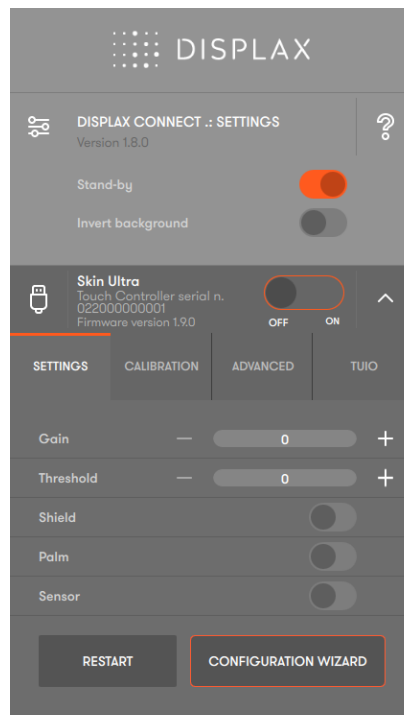 DISPLAX
DISPLAX CONNECT .: SETTINGS
Version 1.8.0
Stand-by
Invert background
Skin Ultra
Touch Controller serial n.
022000000001
Firmware version 1.9.0
OFF ON
SETTINGS CALIBRATION ADVANCED TUIO
Gain — 0 +
Threshold — 0 +
Shield
Palm
Sensor
RESTART CONFIGURATION WIZARD